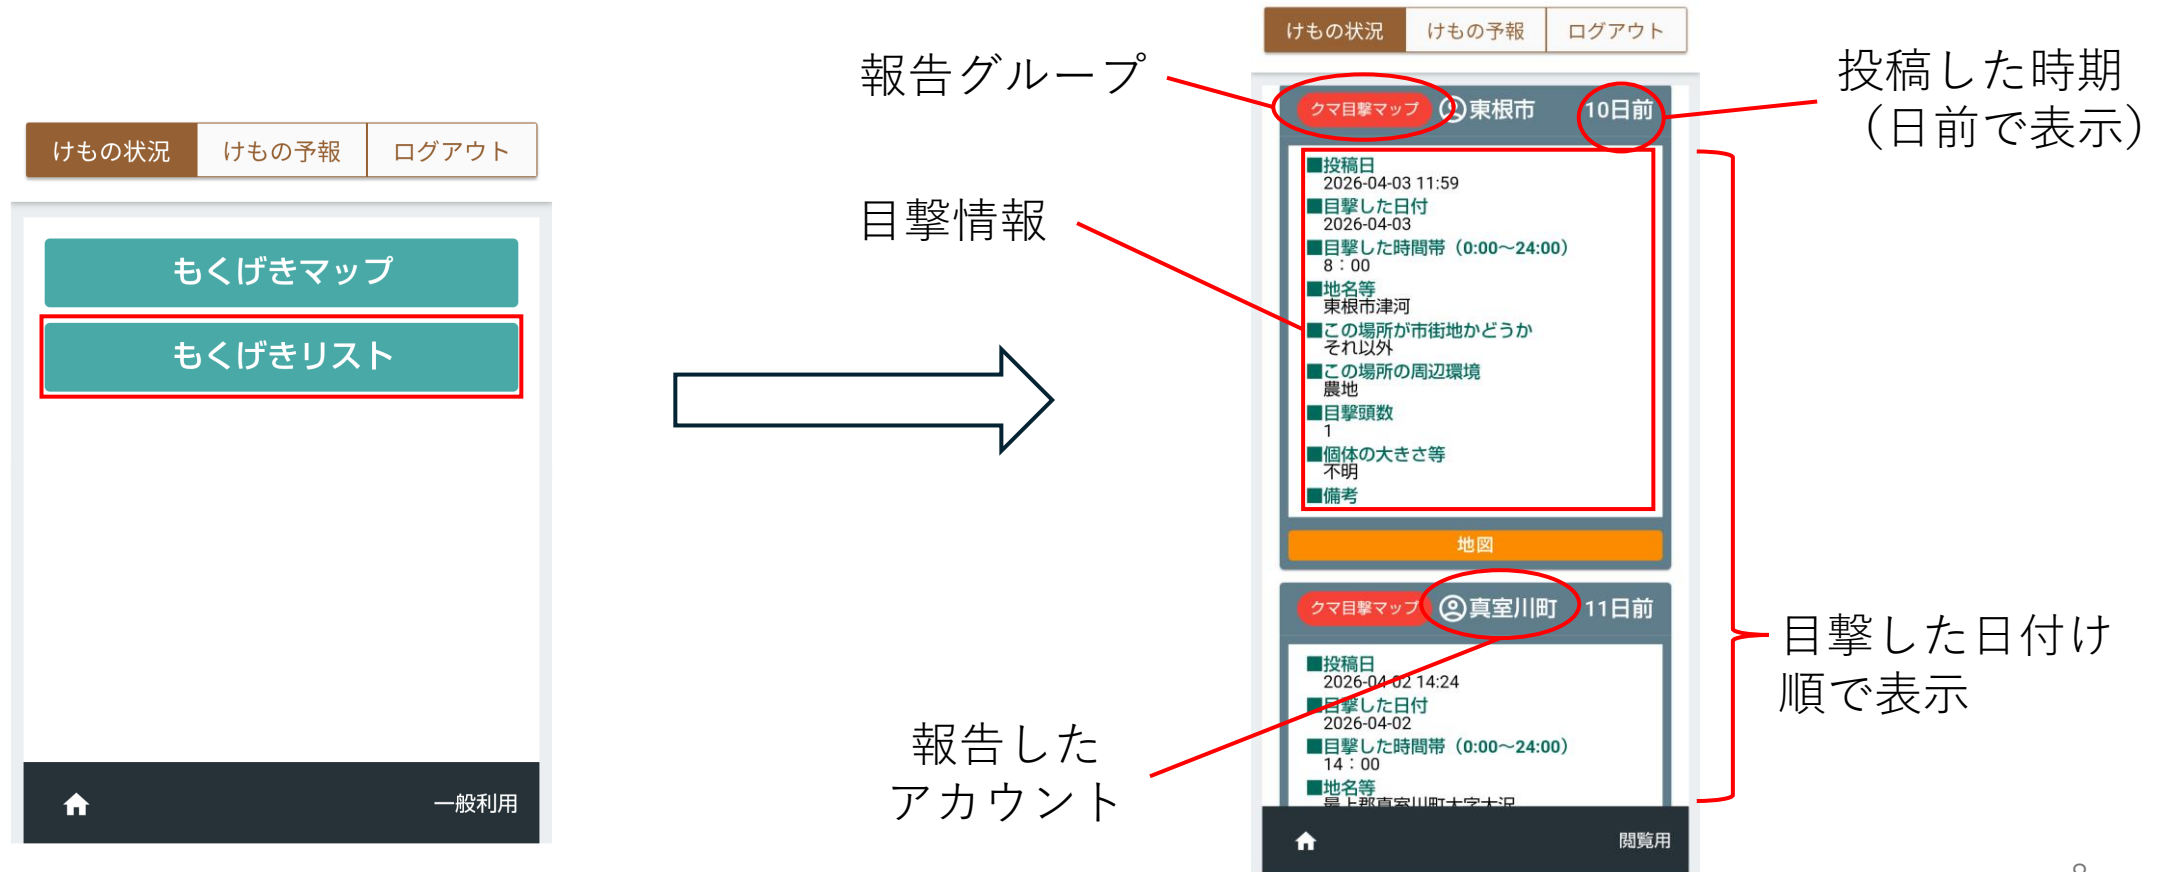 けもの状況 けもの予報 ログアウト
もくげきマップ
もくげきリスト
一般利用
報告グループ
目撃情報
報告した
アカウント
けもの状況 けもの予報 ログアウト
クマ目撃マップ 東根市 10日前
■投稿日
2026-04-03 11:59
■目撃した日付
2026-04-03
■目撃した時間帯（0:00～24:00）
8：00
■地名等
東根市津河
■この場所が市街地かどうか
それ以外
■この場所の周辺環境
農地
■目撃頭数
1
■個体の大きさ等
不明
■備考
地図
クマ目撃マップ 真室川町 11日前
■投稿日
2026-04-02 14:24
■目撃した日付
2026-04-02
■目撃した時間帯（0:00～24:00）
14：00
■地名等
最上郡真室川町大字大沢
閲覧用
投稿した時期
（日前で表示）
目撃した日付け
順で表示